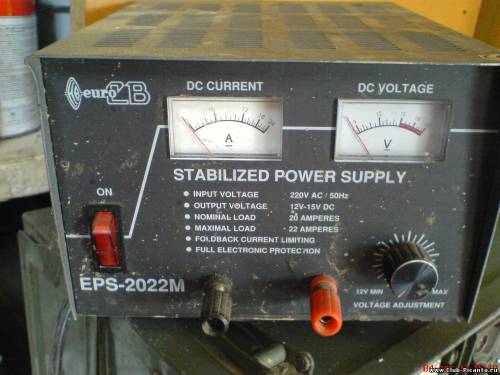 euro CB
DC CURRENT
DC VOLTAGE
A
V
STABILIZED POWER SUPPLY
INPUT VOLTAGE 220V AC / 50Hz
OUTPUT VOLTAGE 12V-15V DC
NOMINAL LOAD 20 AMPERES
MAXIMAL LOAD 22 AMPERES
FOLDBACK CURRENT LIMITING
FULL ELECTRONIC PROTECTION
ON
EPS-2022M
12V MIN MAX
VOLTAGE ADJUSTMENT
www.Club-Picanto.ru